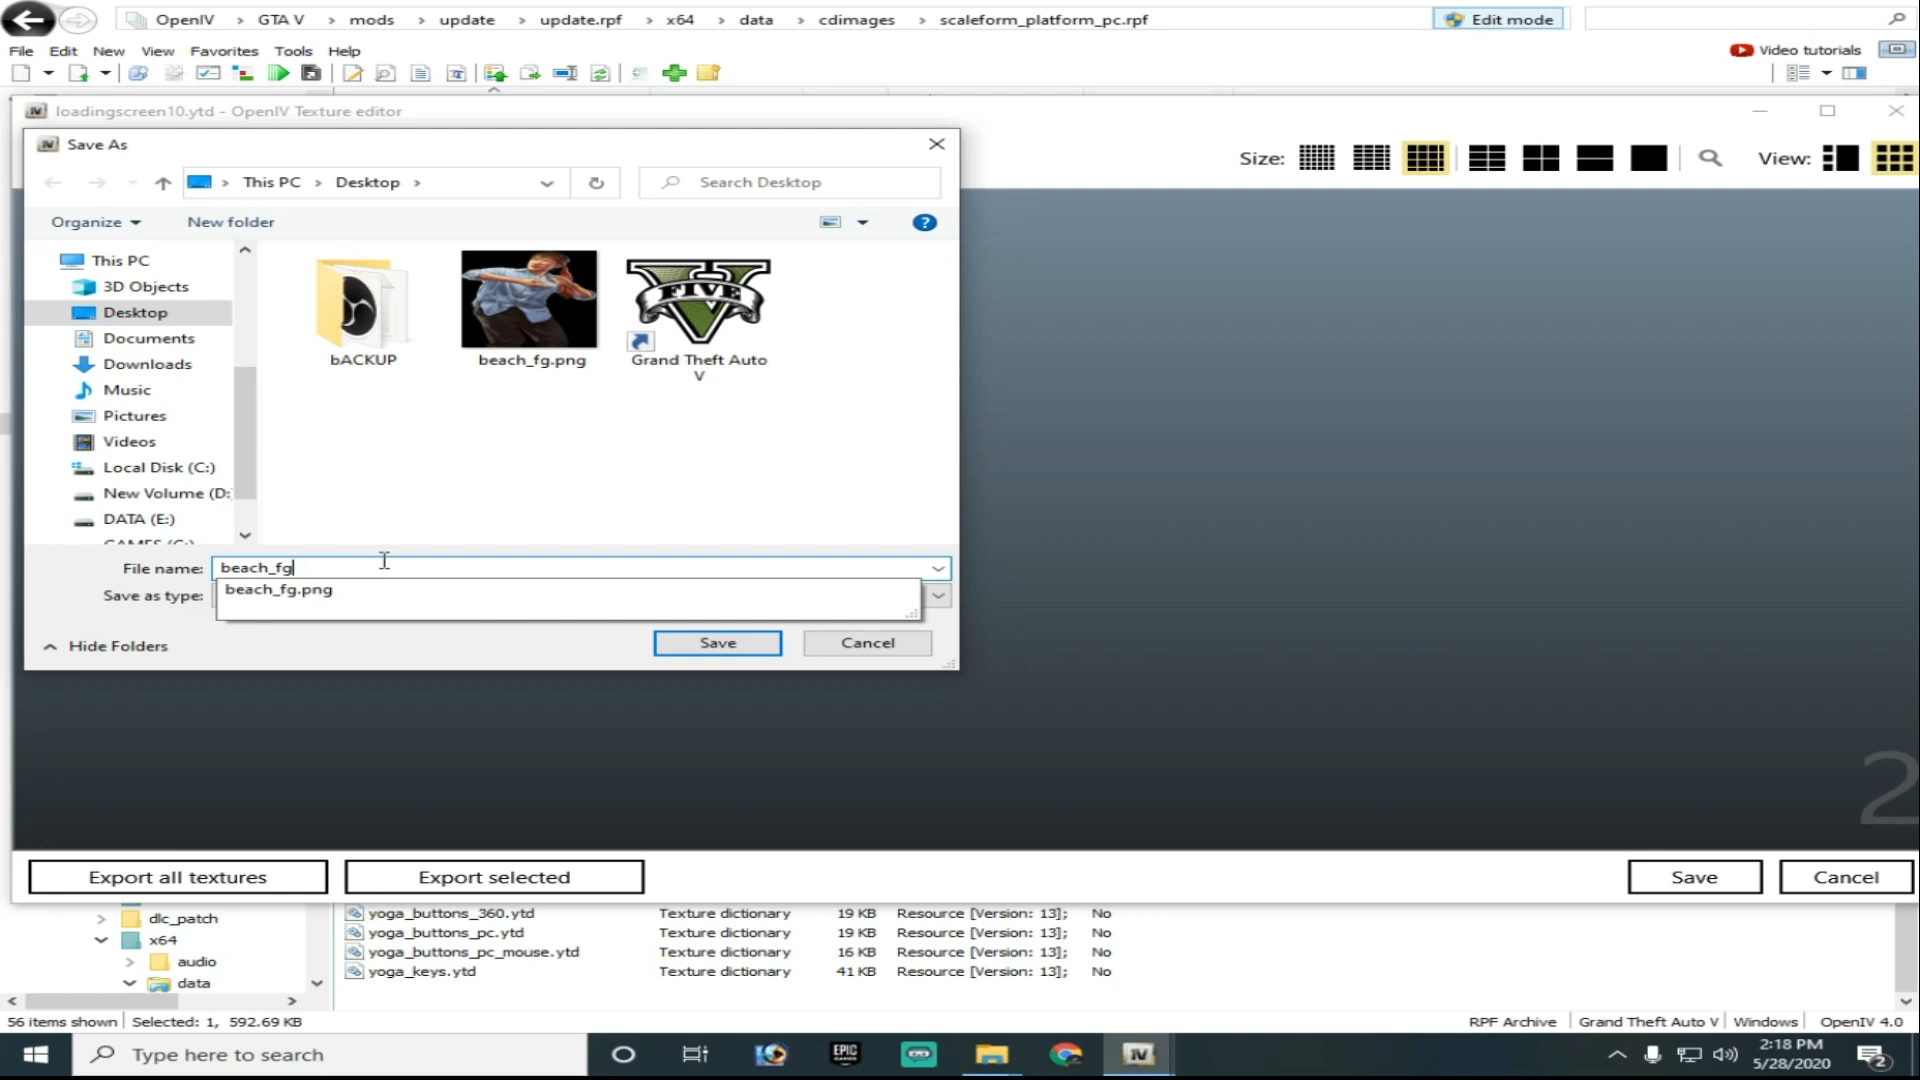 OpenIV > GTA V > mods > update > update.rpf > x64 > data > cdimages > scaleform_platform_pc.rpf
Edit mode
File Edit New View Favorites Tools Help
Video tutorials
IV loadingscreen10.ytd - OpenIV Texture editor
IV Save As
Size:
View:
This PC > Desktop >
Search Desktop
Organize
New folder
?
This PC
3D Objects
Desktop
Documents
Downloads
Music
Pictures
Videos
Local Disk (C:)
New Volume (D:
DATA (E:)
bACKUP
beach_fg.png
FIVE
Grand Theft Auto
V
File name: beach_fg
beach_fg.png
Save as type:
Hide Folders
Save
Cancel
2
Export all textures
Export selected
Save
Cancel
dlc_patch
x64
audio
data
yoga_buttons_360.ytd Texture dictionary 19 KB Resource [Version: 13]; No
yoga_buttons_pc.ytd Texture dictionary 19 KB Resource [Version: 13]; No
yoga_buttons_pc_mouse.ytd Texture dictionary 16 KB Resource [Version: 13]; No
yoga_keys.ytd Texture dictionary 41 KB Resource [Version: 13]; No
56 items shown Selected: 1, 592.69 KB
RPF Archive Grand Theft Auto V Windows OpenIV 4.0
Type here to search
EPIC
IV
2:18 PM
5/28/2020
2